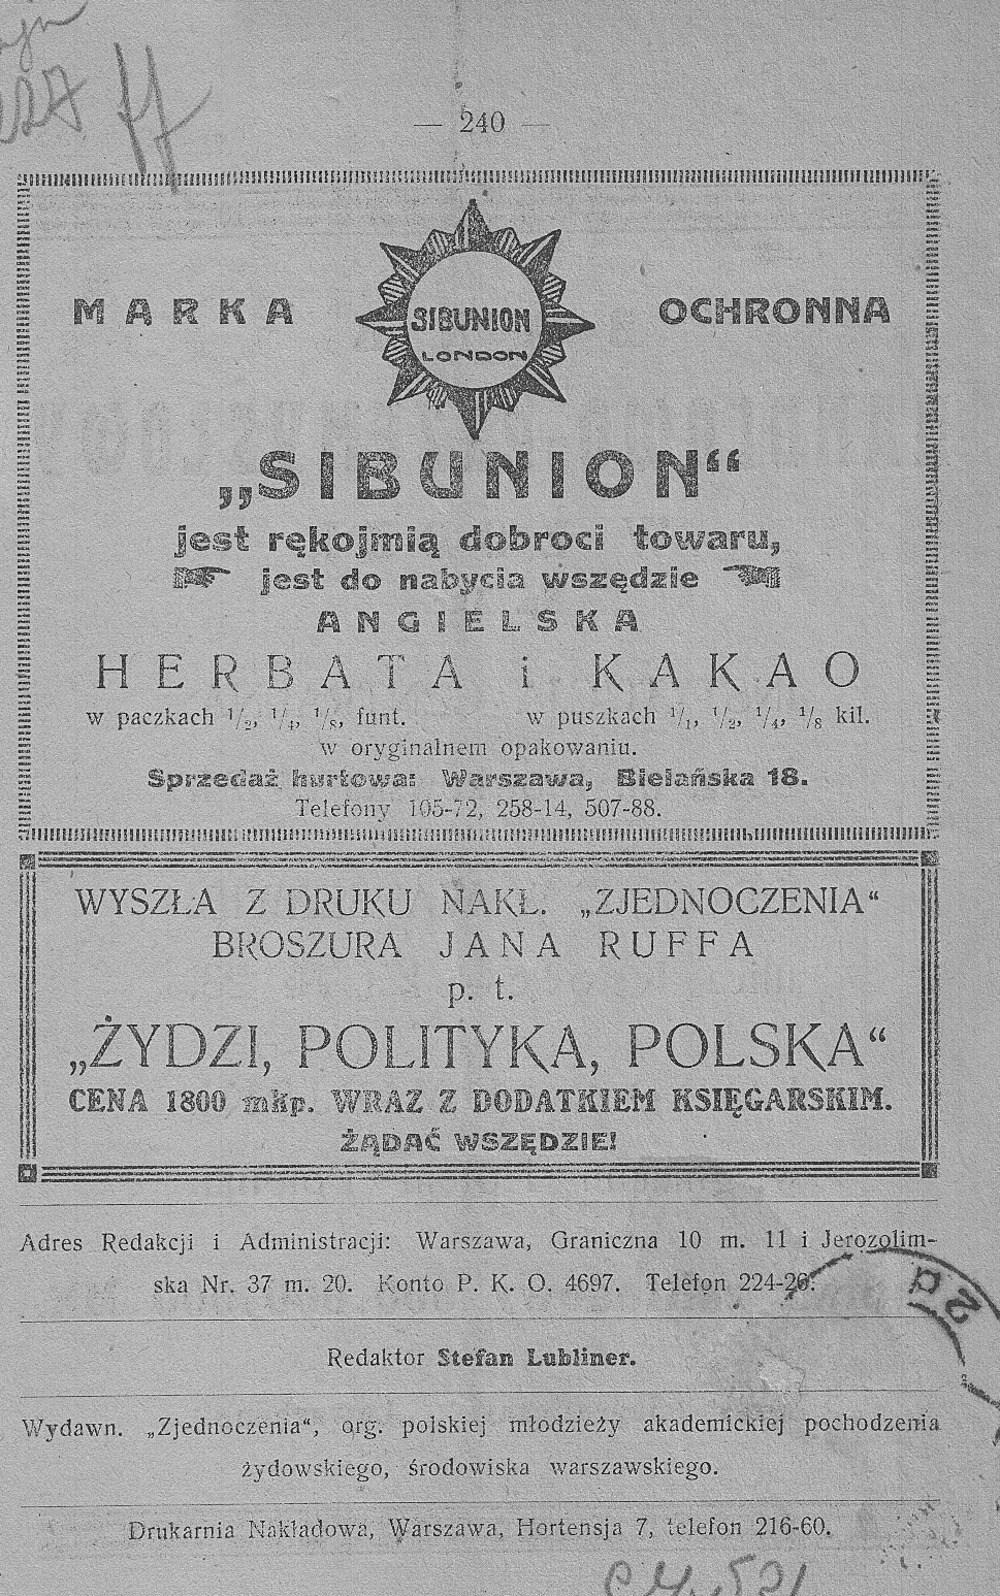 227 ff
— 240 —
MARKA OCHRONNA
SIBUNION
LONDON
„SIBUNION“
jest rękojmią dobroci towaru,
jest do nabycia wszędzie
ANGIELSKA
HERBATA i KAKAO
w paczkach 1/2, 1/4, 1/8, funt. w puszkach 1/1, 1/2, 1/4, 1/8 kil.
w oryginalnem opakowaniu.
Sprzedaż hurtowa: Warszawa, Bielańska 18.
Telefony 105-72, 258-14, 507-88.
WYSZŁA Z DRUKU NAKŁ. „ZJEDNOCZENIA“
BROSZURA JANA RUFFA
p. t.
„ŻYDZI, POLITYKA, POLSKA“
CENA 1800 mkp. WRAZ Z DODATKIEM KSIĘGARSKIM.
ŻĄDAĆ WSZĘDZIE!
Adres Redakcji i Administracji: Warszawa, Graniczna 10 m. 11 i Jerozolim-
ska Nr. 37 m. 20. Konto P. K. O. 4697. Telefon 224-26.
Redaktor Stefan Lubliner.
Wydawn. „Zjednoczenia“, org. polskiej młodzieży akademickiej pochodzenia
żydowskiego, środowiska warszawskiego.
Drukarnia Nakładowa, Warszawa, Hortensja 7, telefon 216-60.